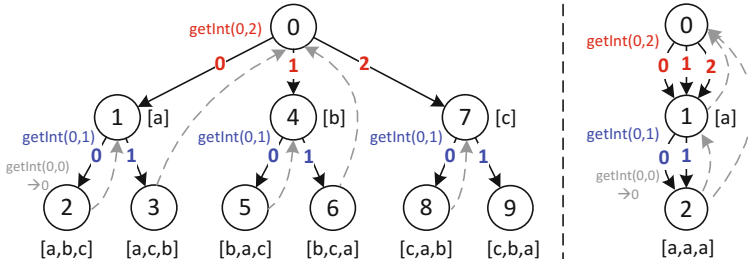 getInt(0,2) 0
0 1 2
1 [a] 4 [b] 7 [c]
getInt(0,1) 0 1 getInt(0,1) 0 1 getInt(0,1) 0 1
getInt(0,0)
→0
2 3 5 6 8 9
[a,b,c] [a,c,b] [b,a,c] [b,c,a] [c,a,b] [c,b,a]
0
getInt(0,2)
0 1 2
1 [a]
getInt(0,1)
0 1
getInt(0,0)
→0
2
[a,a,a]